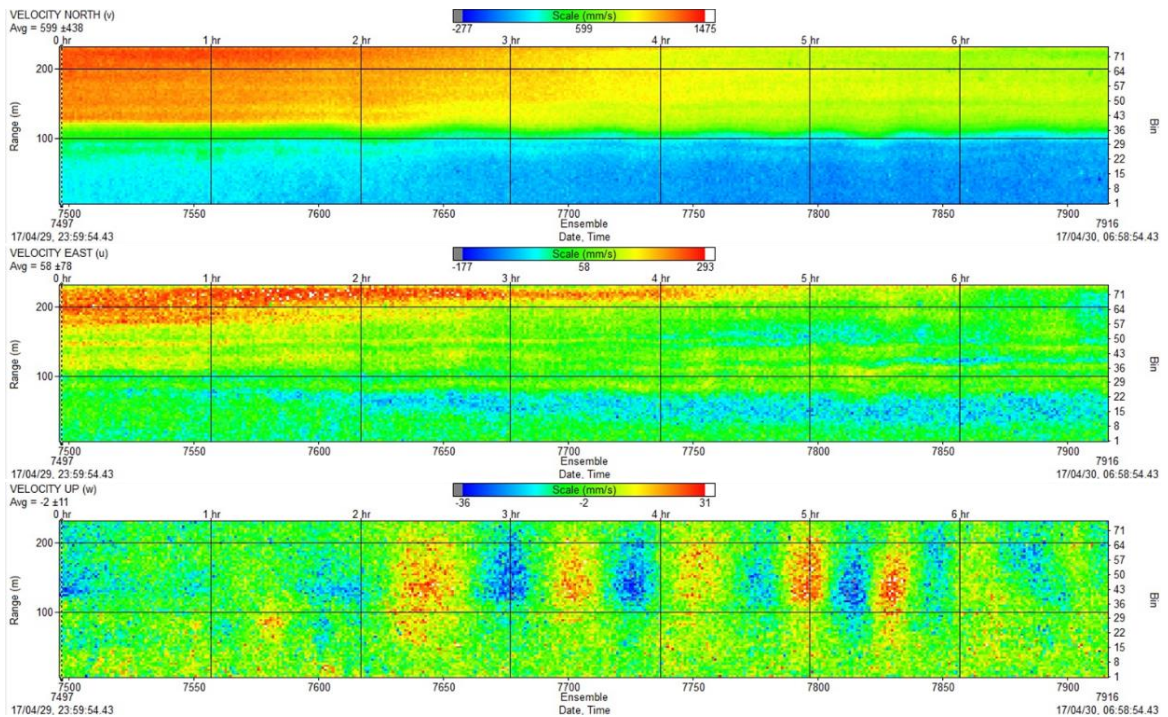 VELOCITY NORTH (v)
Avg = 599 ±438
Scale (mm/s)
-277 599 1475
0 hr 1 hr 2 hr 3 hr 4 hr 5 hr 6 hr
Range (m)
200
100
71
64
57
50
43
36
29
22
15
8
1
Bin
7500 7550 7600 7650 7700 7750 7800 7850 7900
7497 Ensemble 7916
17/04/29, 23:59:54.43 Date, Time 17/04/30, 06:58:54.43
VELOCITY EAST (u)
Avg = 58 ±78
Scale (mm/s)
-177 58 293
0 hr 1 hr 2 hr 3 hr 4 hr 5 hr 6 hr
Range (m)
200
100
71
64
57
50
43
36
29
22
15
8
1
Bin
7500 7550 7600 7650 7700 7750 7800 7850 7900
7497 Ensemble 7916
17/04/29, 23:59:54.43 Date, Time 17/04/30, 06:58:54.43
VELOCITY UP (w)
Avg = -2 ±11
Scale (mm/s)
-36 -2 31
0 hr 1 hr 2 hr 3 hr 4 hr 5 hr 6 hr
Range (m)
200
100
71
64
57
50
43
36
29
22
15
8
1
Bin
7500 7550 7600 7650 7700 7750 7800 7850 7900
7497 Ensemble 7916
17/04/29, 23:59:54.43 Date, Time 17/04/30, 06:58:54.43